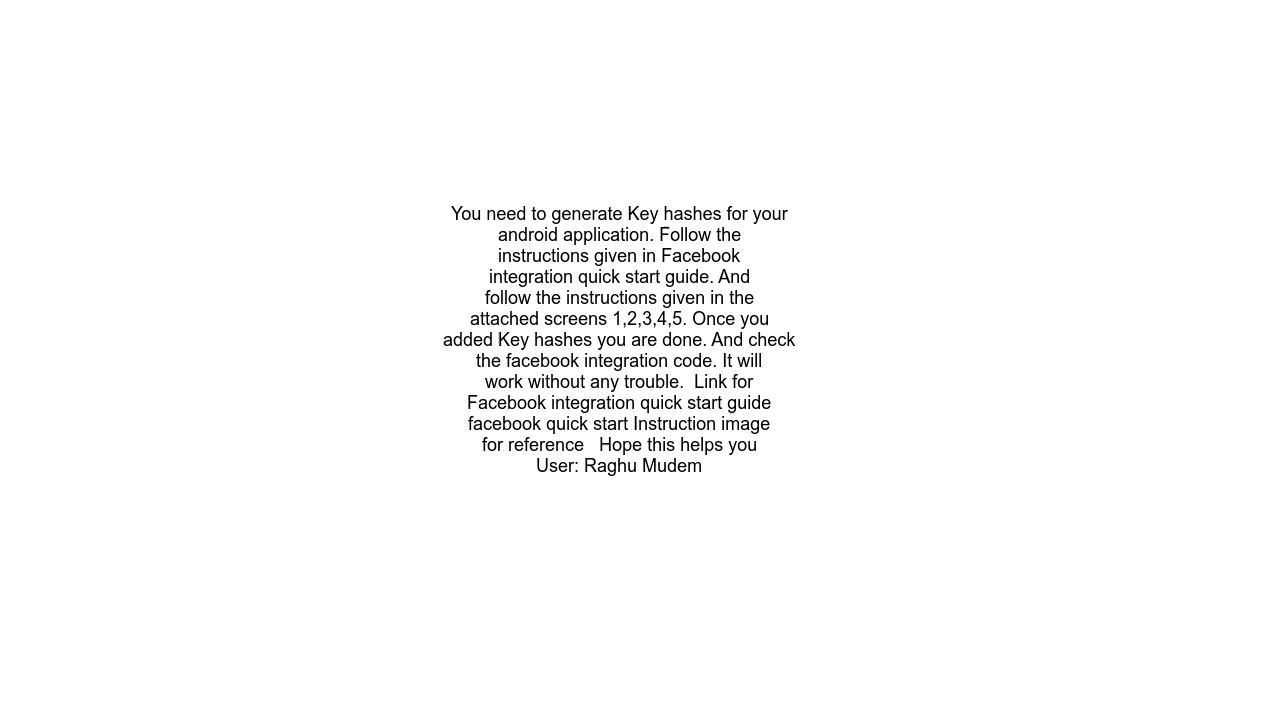 You need to generate Key hashes for your
android application. Follow the
instructions given in Facebook
integration quick start guide. And
follow the instructions given in the
attached screens 1,2,3,4,5. Once you
added Key hashes you are done. And check
the facebook integration code. It will
work without any trouble.  Link for
Facebook integration quick start guide
facebook quick start Instruction image
for reference   Hope this helps you
User: Raghu Mudem